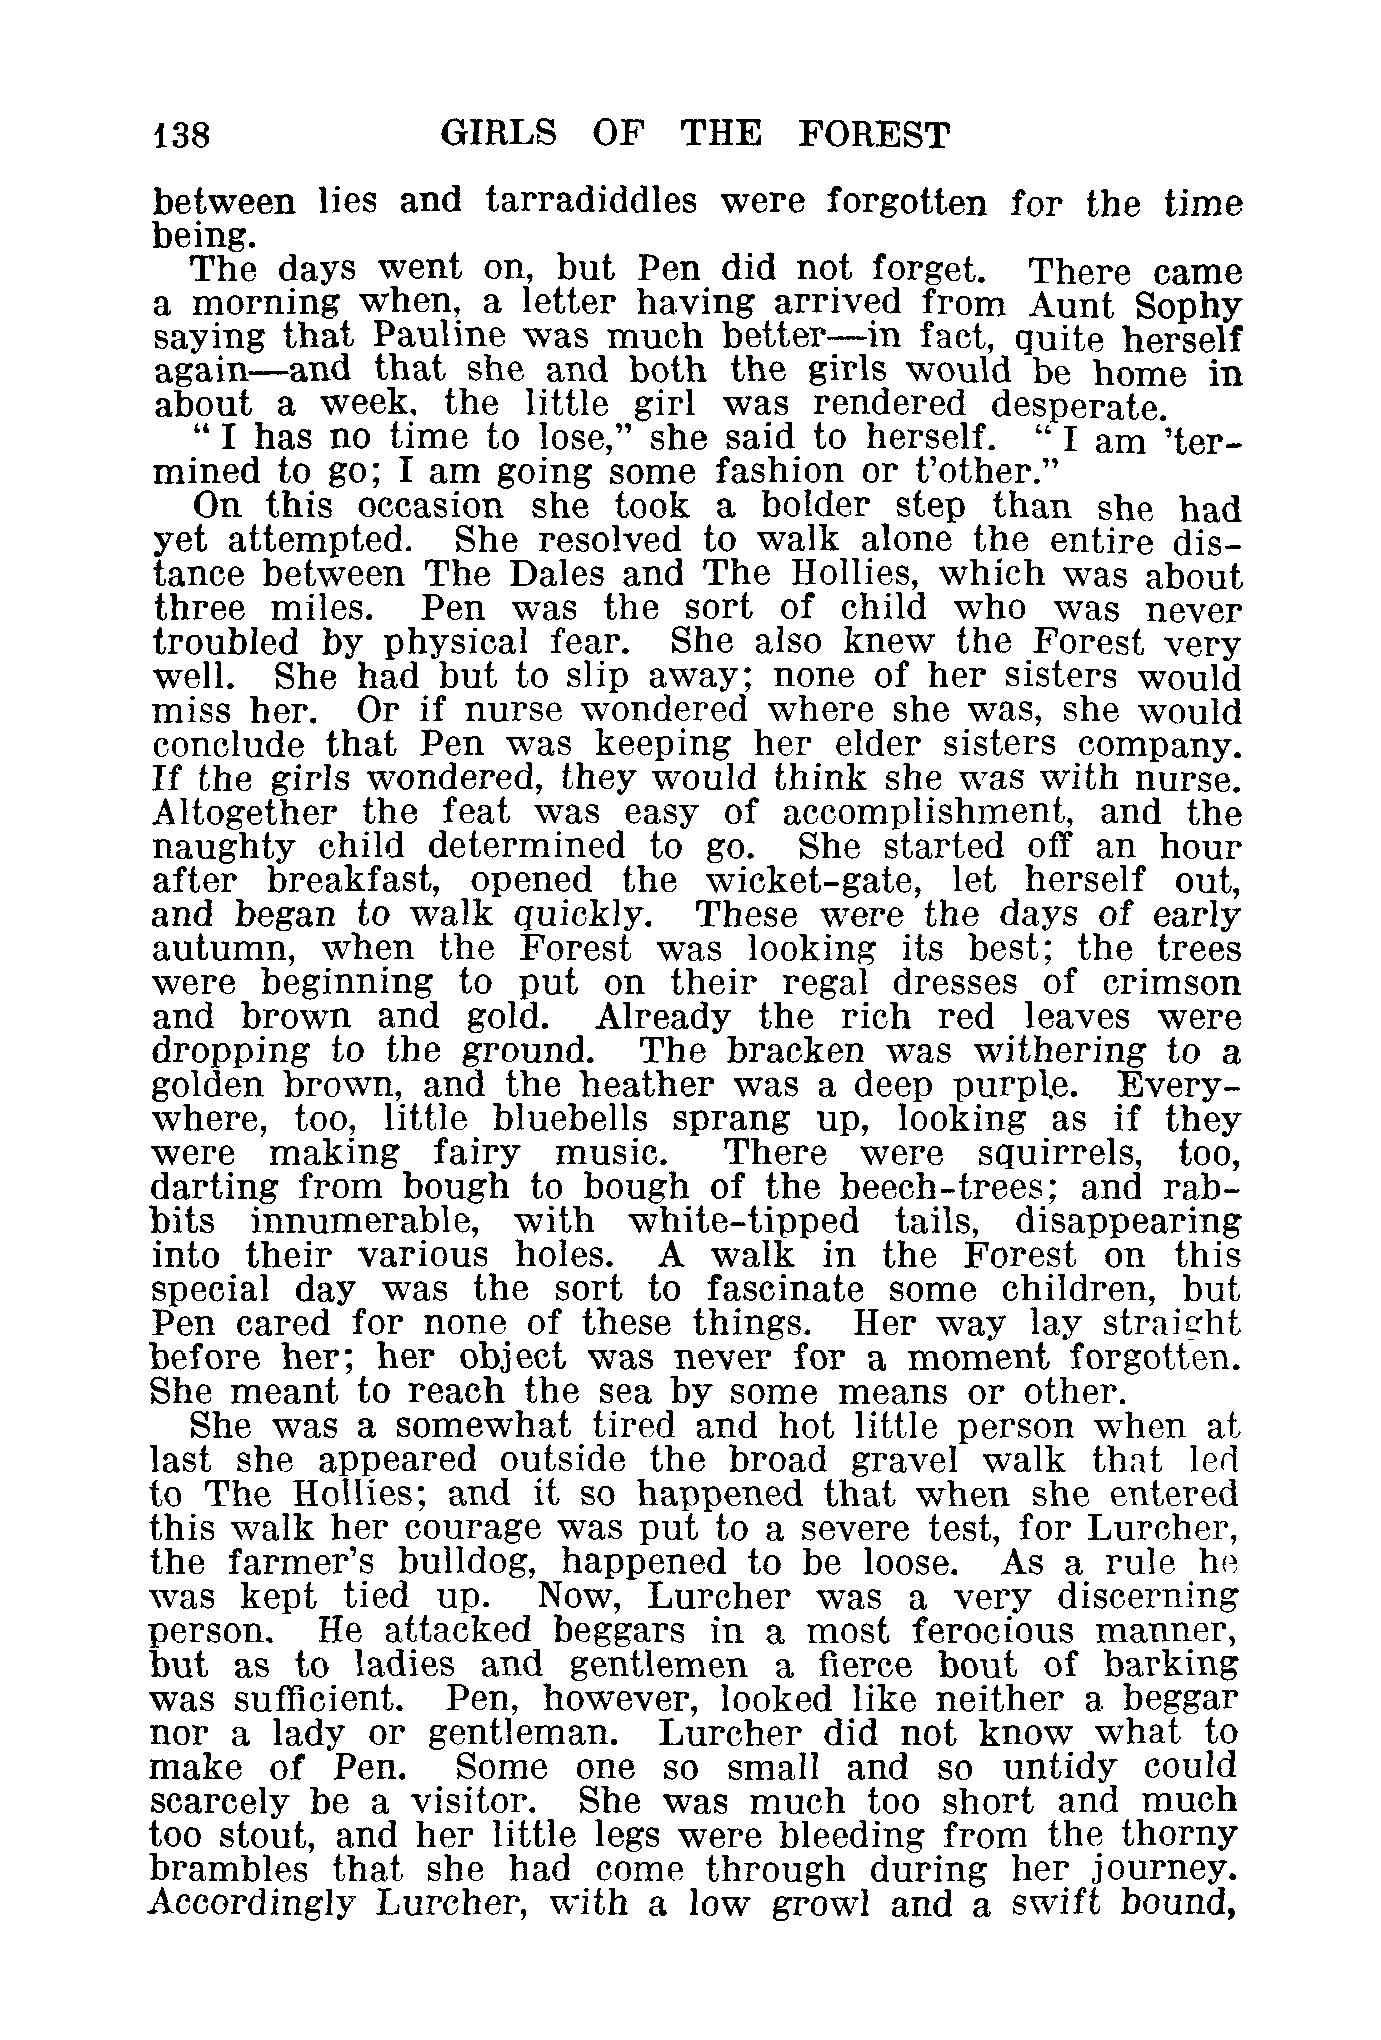 138 GIRLS OF THE FOREST
between lies and tarradiddles were forgotten for the time
being.
The days went on, but Pen did not forget. There came
a morning when, a letter having arrived from Aunt Sophy
saying that Pauline was much better—in fact, quite herself
again—and that she and both the girls would be home in
about a week, the little girl was rendered desperate.
“I has no time to lose,” she said to herself. “I am ’ter-
mined to go; I am going some fashion or t’other.”
On this occasion she took a bolder step than she had
yet attempted. She resolved to walk alone the entire dis-
tance between The Dales and The Hollies, which was about
three miles. Pen was the sort of child who was never
troubled by physical fear. She also knew the Forest very
well. She had but to slip away; none of her sisters would
miss her. Or if nurse wondered where she was, she would
conclude that Pen was keeping her elder sisters company.
If the girls wondered, they would think she was with nurse.
Altogether the feat was easy of accomplishment, and the
naughty child determined to go. She started off an hour
after breakfast, opened the wicket-gate, let herself out,
and began to walk quickly. These were the days of early
autumn, when the Forest was looking its best; the trees
were beginning to put on their regal dresses of crimson
and brown and gold. Already the rich red leaves were
dropping to the ground. The bracken was withering to a
golden brown, and the heather was a deep purple. Every-
where, too, little bluebells sprang up, looking as if they
were making fairy music. There were squirrels, too,
darting from bough to bough of the beech-trees; and rab-
bits innumerable, with white-tipped tails, disappearing
into their various holes. A walk in the Forest on this
special day was the sort to fascinate some children, but
Pen cared for none of these things. Her way lay straight
before her; her object was never for a moment forgotten.
She meant to reach the sea by some means or other.
She was a somewhat tired and hot little person when at
last she appeared outside the broad gravel walk that led
to The Hollies; and it so happened that when she entered
this walk her courage was put to a severe test, for Lurcher,
the farmer’s bulldog, happened to be loose. As a rule he
was kept tied up. Now, Lurcher was a very discerning
person. He attacked beggars in a most ferocious manner,
but as to ladies and gentlemen a fierce bout of barking
was sufficient. Pen, however, looked like neither a beggar
nor a lady or gentleman. Lurcher did not know what to
make of Pen. Some one so small and so untidy could
scarcely be a visitor. She was much too short and much
too stout, and her little legs were bleeding from the thorny
brambles that she had come through during her journey.
Accordingly Lurcher, with a low growl and a swift bound,